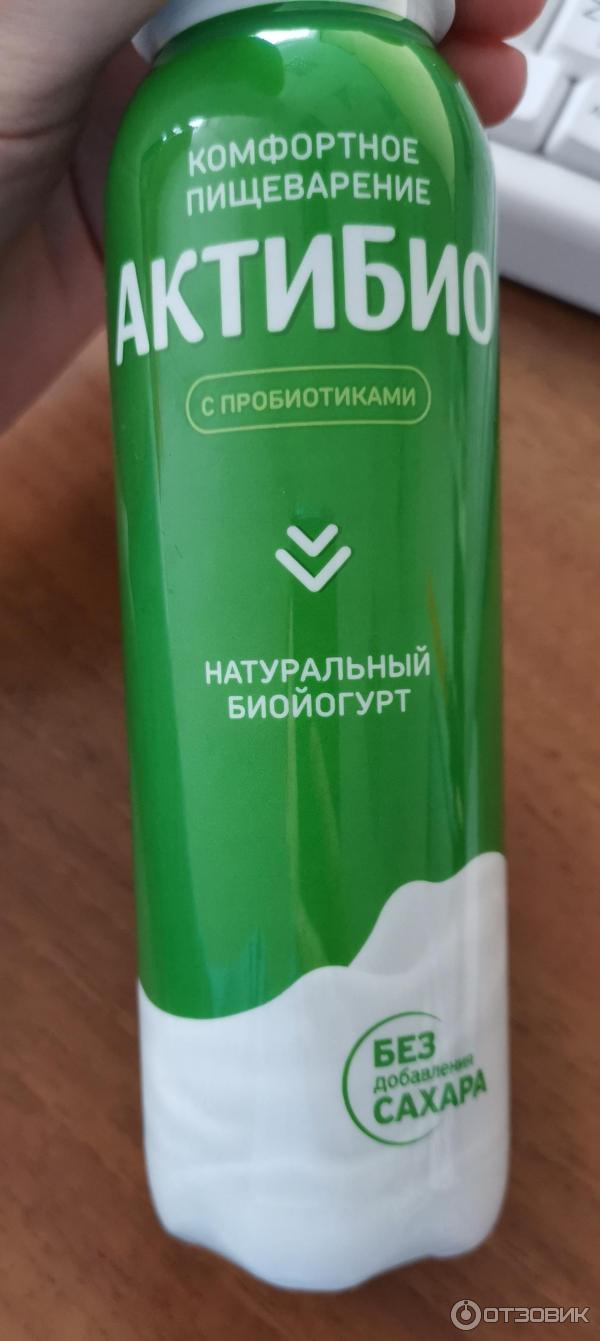 КОМФОРТНОЕ
ПИЩЕВАРЕНИЕ
АКТИБИО
С ПРОБИОТИКАМИ
НАТУРАЛЬНЫЙ
БИОЙОГУРТ
БЕЗ
добавления
САХАРА
ОТЗОВИК